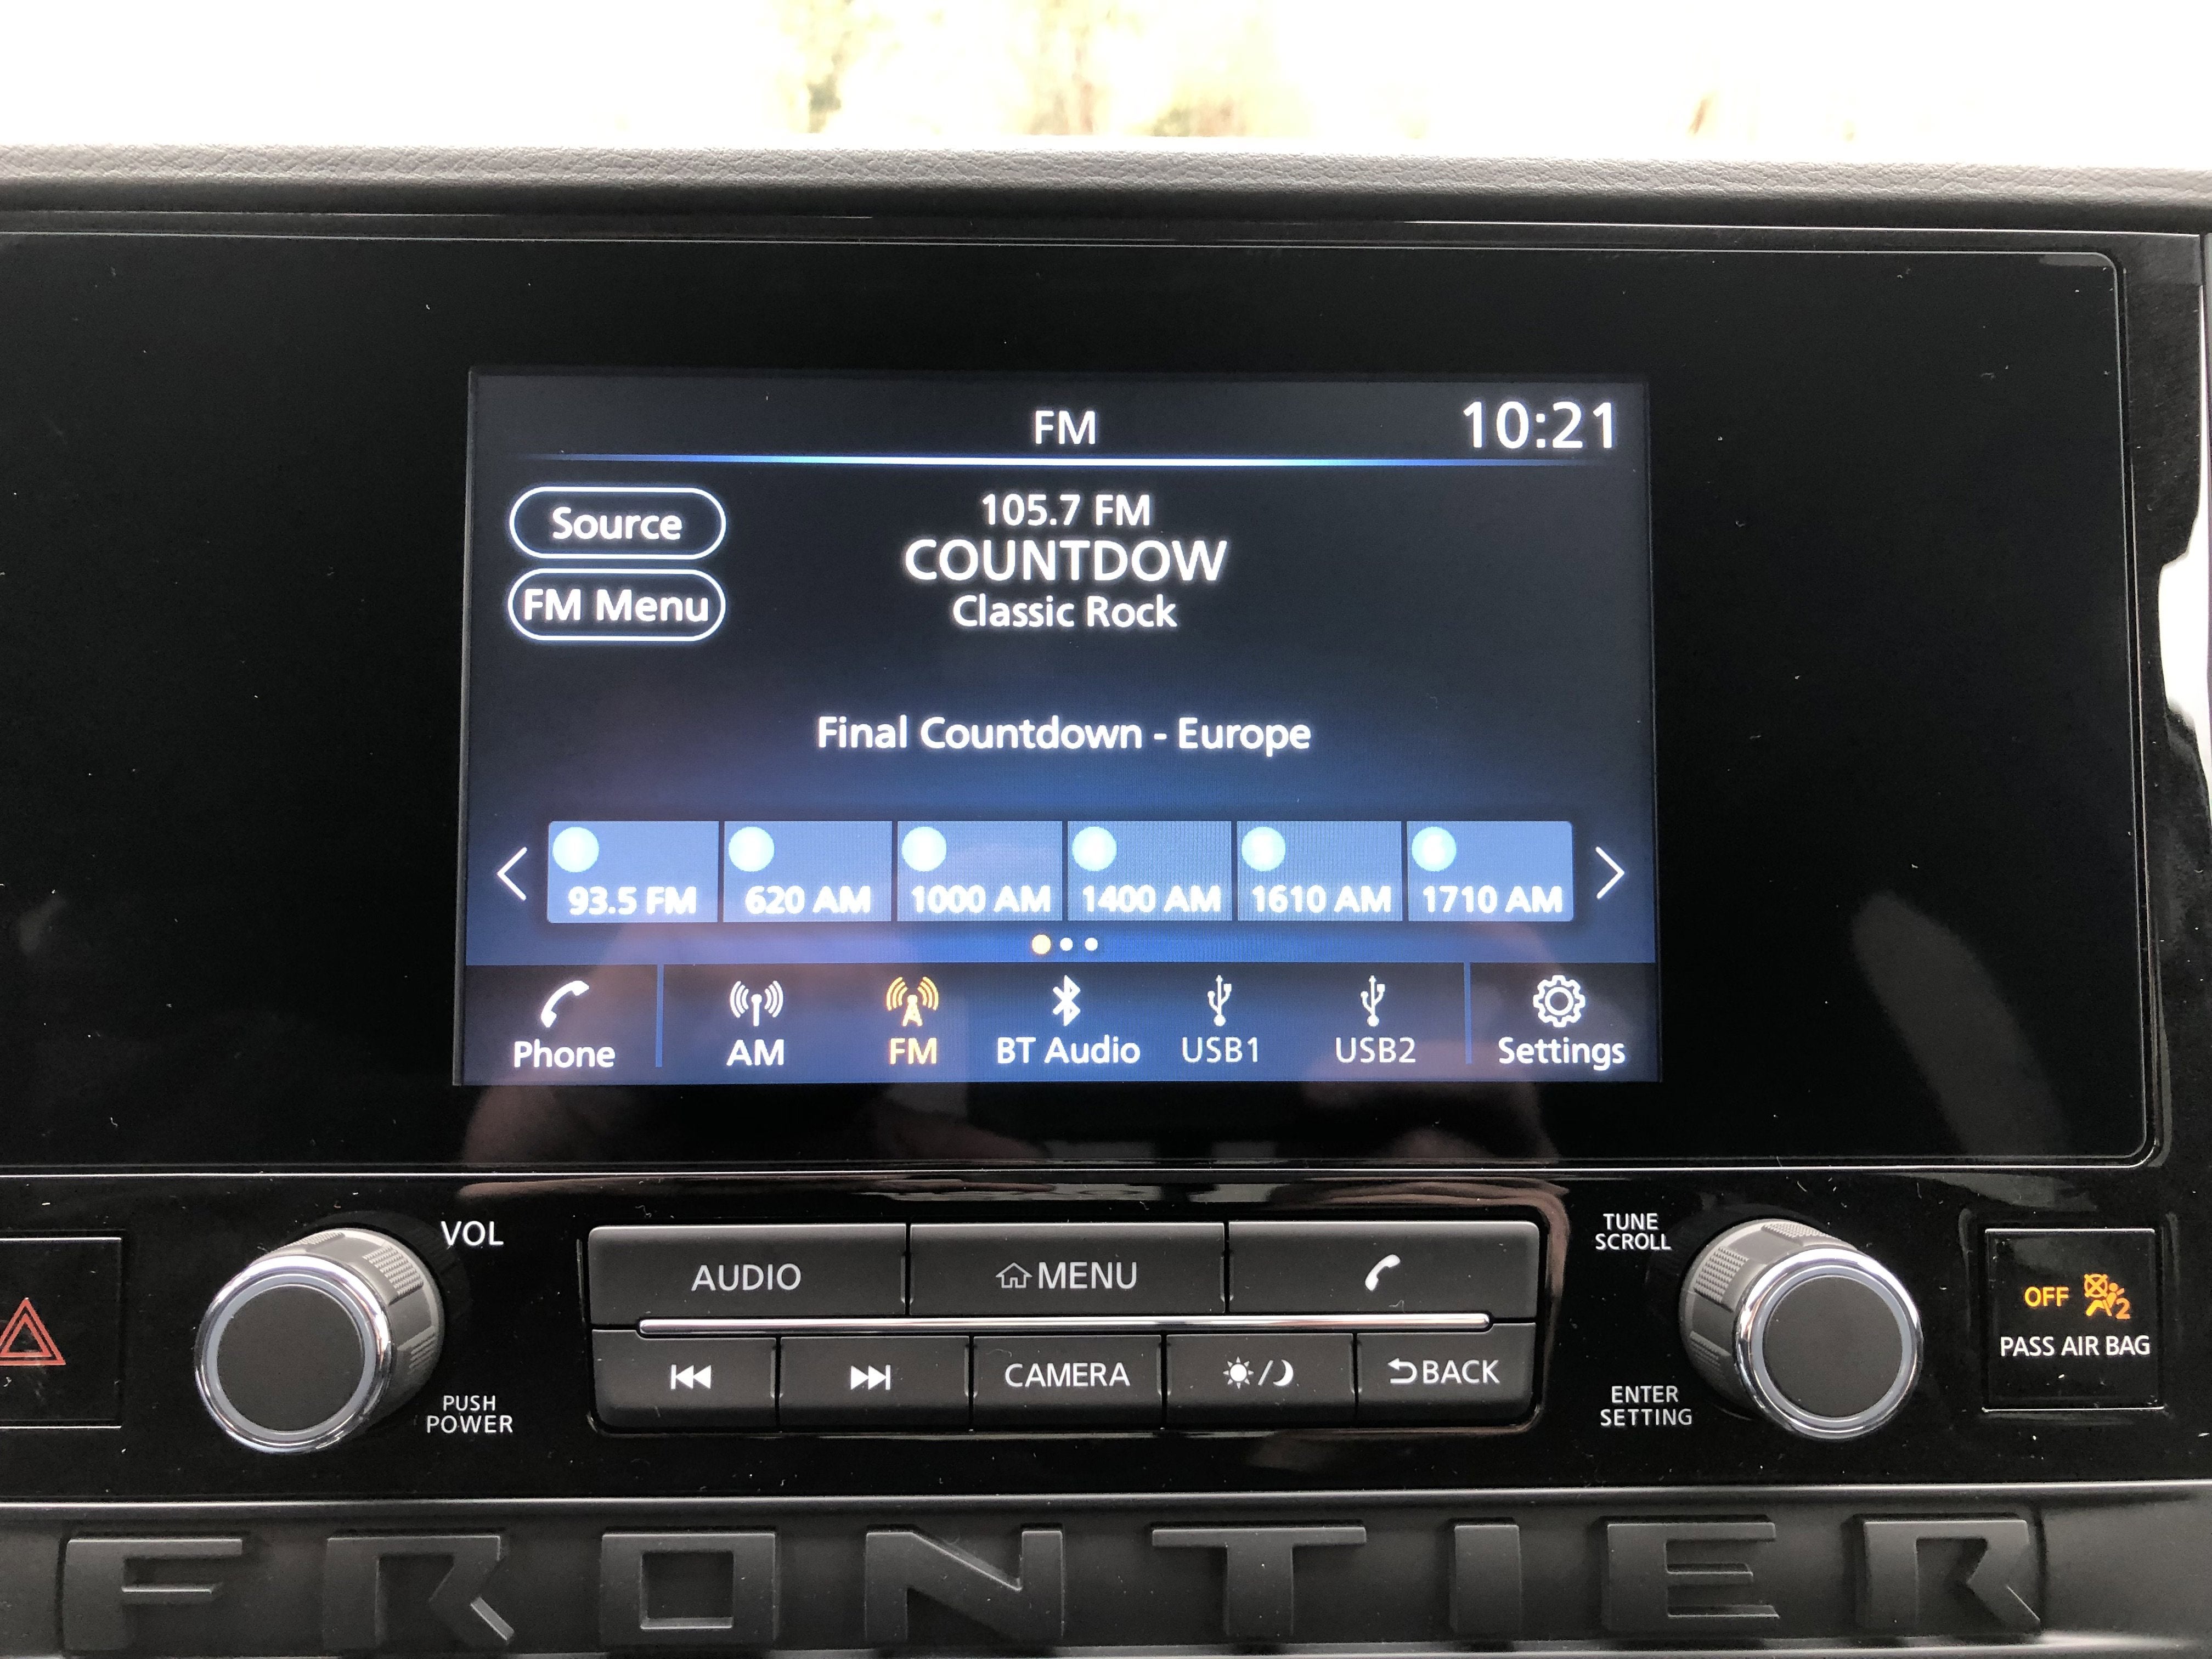 FM
10:21
Source
105.7 FM
COUNTDOW
FM Menu
Classic Rock
Final Countdown - Europe
93.5 FM
620 AM
1000 AM
1400 AM
1610 AM
1710 AM
Phone
AM
FM
BT Audio
USB1
USB2
Settings
VOL
PUSH
POWER
AUDIO
MENU
CAMERA
BACK
TUNE
SCROLL
ENTER
SETTING
OFF
2
PASS AIR BAG
FRONTIER